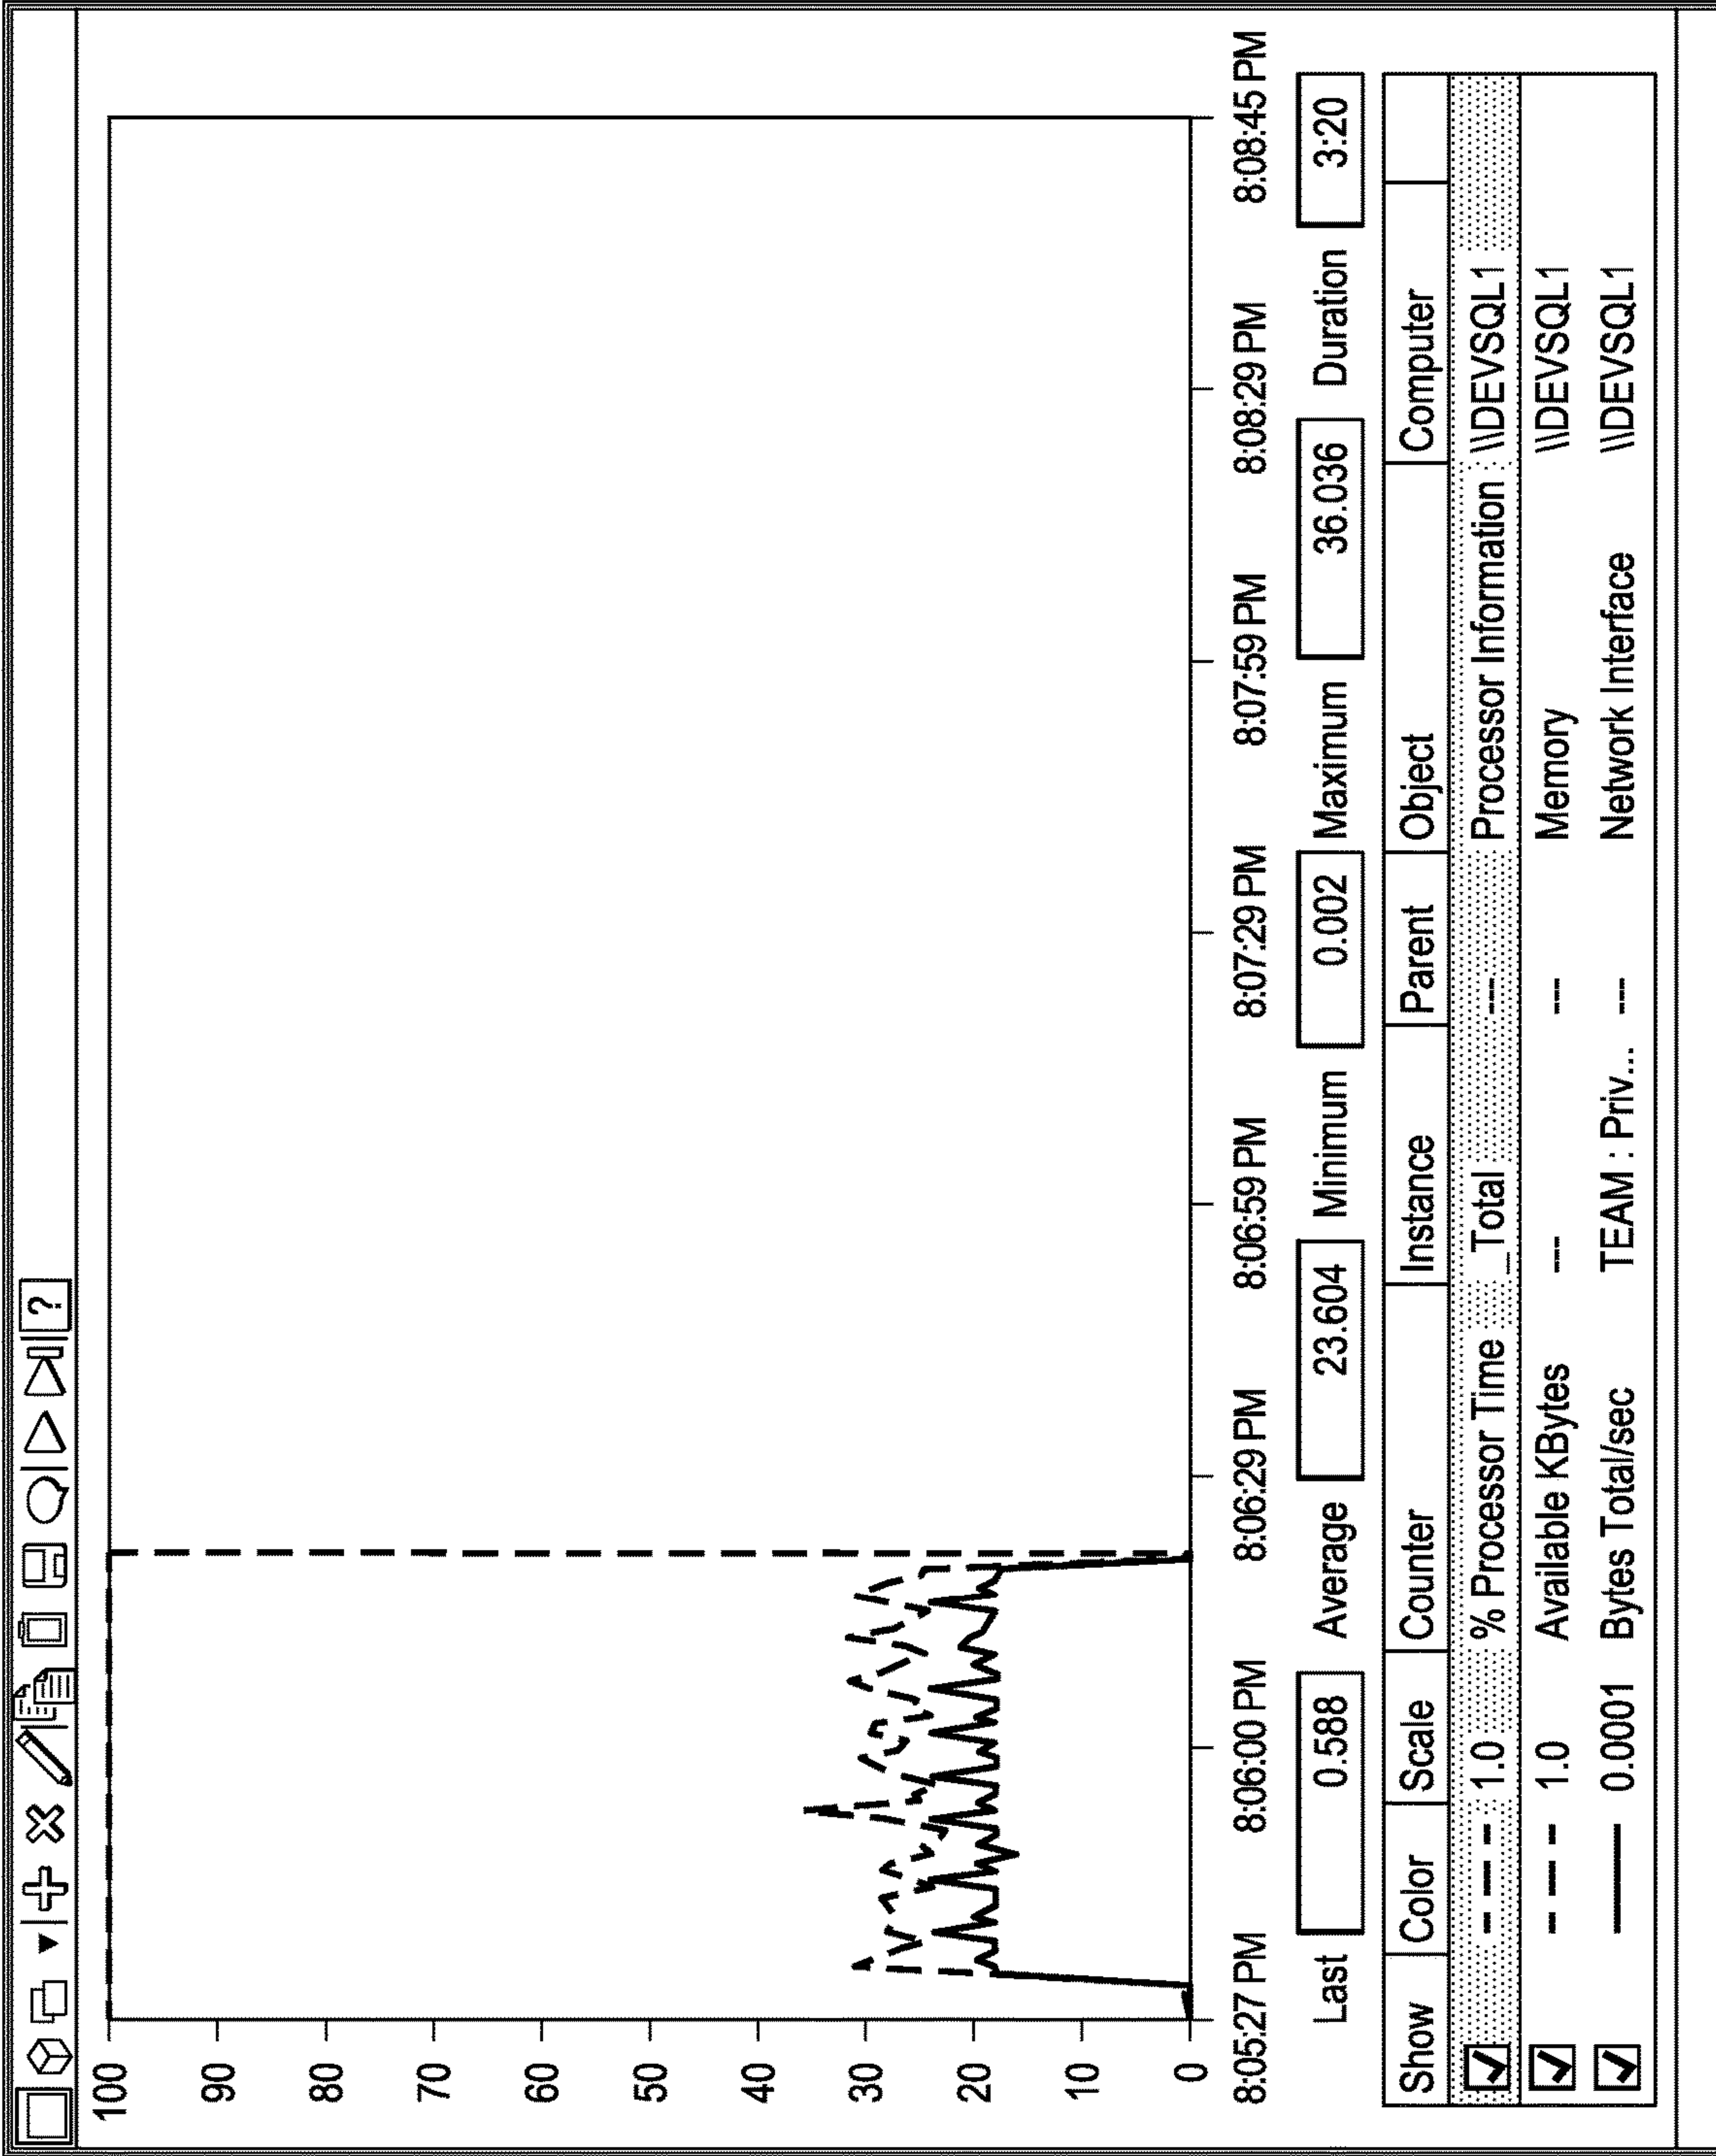 ?
100
90
80
70
60
50
40
30
20
10
0
8:05:27 PM 8:06:00 PM 8:06:29 PM 8:06:59 PM 8:07:29 PM 8:07:59 PM 8:08:29 PM 8:08:45 PM
Last 0.588 Average 23.604 Minimum 0.002 Maximum 36.036 Duration 3:20
Show Color Scale Counter Instance Parent Object Computer
1.0 % Processor Time _Total --- Processor Information \\DEVSQL1
1.0 Available KBytes --- --- Memory \\DEVSQL1
0.0001 Bytes Total/sec TEAM : Priv... --- Network Interface \\DEVSQL1